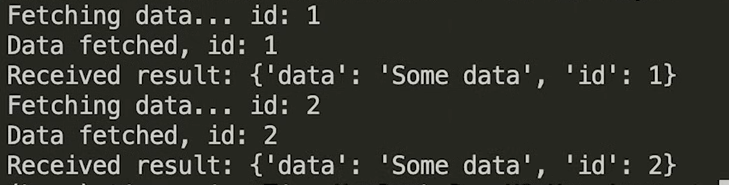 Fetching data... id: 1
Data fetched, id: 1
Received result: {'data': 'Some data', 'id': 1}
Fetching data... id: 2
Data fetched, id: 2
Received result: {'data': 'Some data', 'id': 2}